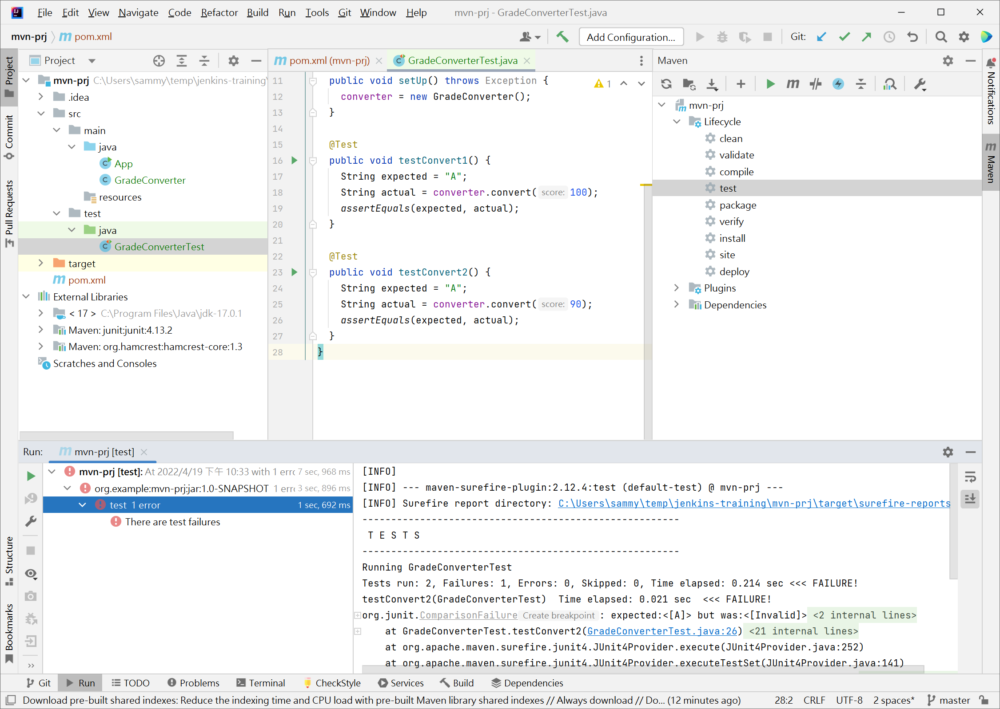 File Edit View Navigate Code Refactor Build Run Tools Git Window Help mvn-prj - GradeConverterTest.java
mvn-prj pom.xml Add Configuration... Git:
Project
Commit
Pull Requests
Structure
Bookmarks
Project
mvn-prj C:\Users\sammy\temp\jenkins-training\
.idea
src
main
java
App
GradeConverter
resources
test
java
GradeConverterTest
target
pom.xml
External Libraries
< 17 > C:\Program Files\Java\jdk-17.0.1
Maven: junit:junit:4.13.2
Maven: org.hamcrest:hamcrest-core:1.3
Scratches and Consoles
pom.xml (mvn-prj) GradeConverterTest.java
1
11 public void setUp() throws Exception {
12 converter = new GradeConverter();
13 }
14
15 @Test
16 public void testConvert1() {
17 String expected = "A";
18 String actual = converter.convert( score: 100);
19 assertEquals(expected, actual);
20 }
21
22 @Test
23 public void testConvert2() {
24 String expected = "A";
25 String actual = converter.convert( score: 90);
26 assertEquals(expected, actual);
27 }
28 }
Maven
mvn-prj
Lifecycle
clean
validate
compile
test
package
verify
install
site
deploy
Plugins
Dependencies
Notifications
Maven
Run: mvn-prj [test]
mvn-prj [test]: At 2022/4/19 下午 10:33 with 1 errc 7 sec, 968 ms
org.example:mvn-prj:jar:1.0-SNAPSHOT 1 errc 3 sec, 896 ms
test 1 error 1 sec, 692 ms
There are test failures
[INFO]
[INFO] --- maven-surefire-plugin:2.12.4:test (default-test) @ mvn-prj ---
[INFO] Surefire report directory: C:\Users\sammy\temp\jenkins-training\mvn-prj\target\surefire-reports
-------------------------------------------------------
T E S T S
-------------------------------------------------------
Running GradeConverterTest
Tests run: 2, Failures: 1, Errors: 0, Skipped: 0, Time elapsed: 0.214 sec <<< FAILURE!
testConvert2(GradeConverterTest)  Time elapsed: 0.021 sec  <<< FAILURE!
org.junit.ComparisonFailure Create breakpoint : expected:<[A]> but was:<[Invalid]> <2 internal lines>
at GradeConverterTest.testConvert2(GradeConverterTest.java:26) <21 internal lines>
at org.apache.maven.surefire.junit4.JUnit4Provider.execute(JUnit4Provider.java:252)
at org.apache.maven.surefire.junit4.JUnit4Provider.executeTestSet(JUnit4Provider.java:141)
Git Run TODO Problems Terminal CheckStyle Services Build Dependencies
Download pre-built shared indexes: Reduce the indexing time and CPU load with pre-built Maven library shared indexes // Always download // Do... (12 minutes ago) 28:2 CRLF UTF-8 2 spaces* master